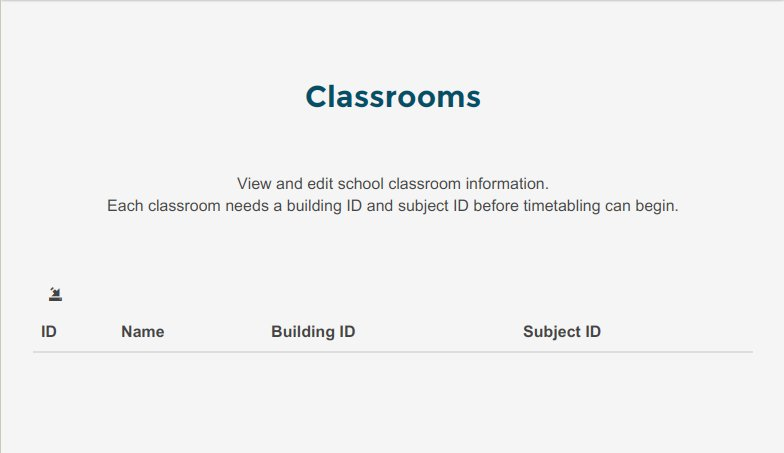 Classrooms
View and edit school classroom information.
Each classroom needs a building ID and subject ID before timetabling can begin.
ID Name Building ID Subject ID